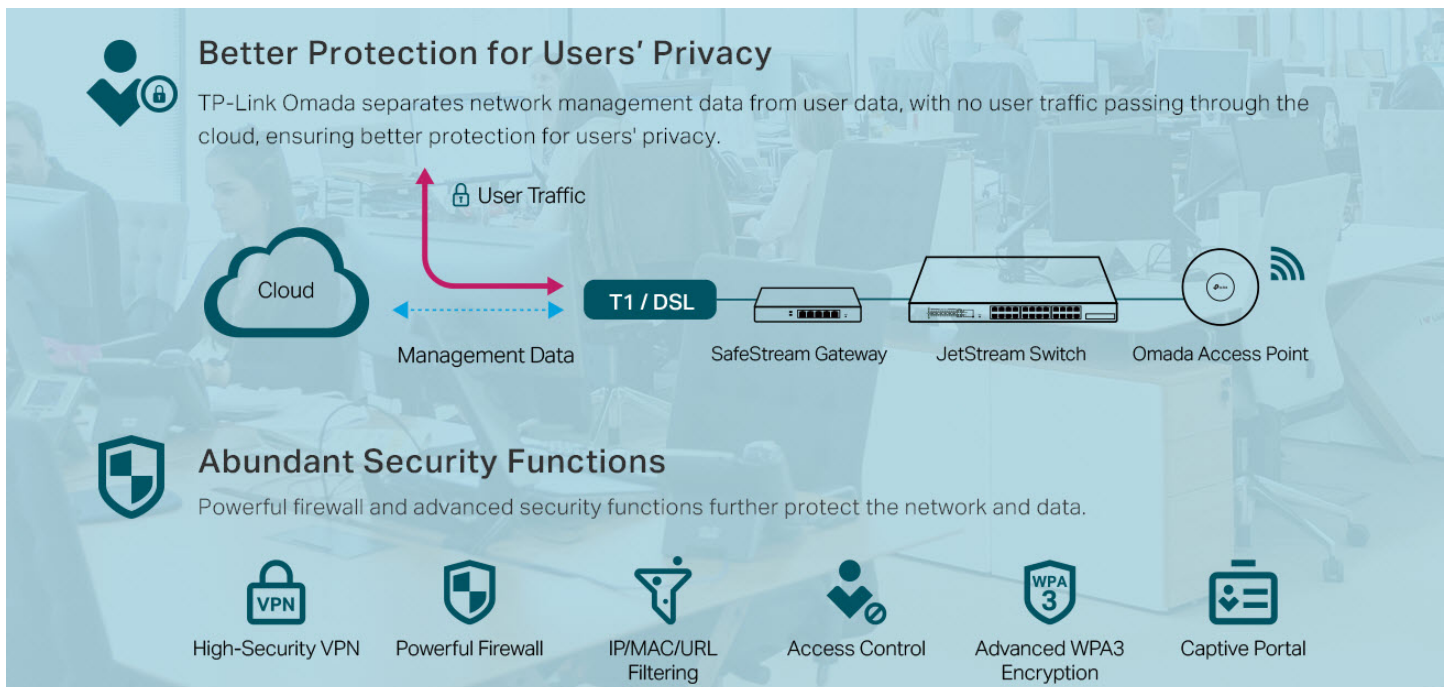 Better Protection for Users' Privacy
TP-Link Omada separates network management data from user data, with no user traffic passing through the
cloud, ensuring better protection for users' privacy.
User Traffic
Cloud
T1 / DSL
Management Data
SafeStream Gateway
JetStream Switch
Omada Access Point
Abundant Security Functions
Powerful firewall and advanced security functions further protect the network and data.
VPN
WPA
3
High-Security VPN
Powerful Firewall
IP/MAC/URL
Filtering
Access Control
Advanced WPA3
Encryption
Captive Portal